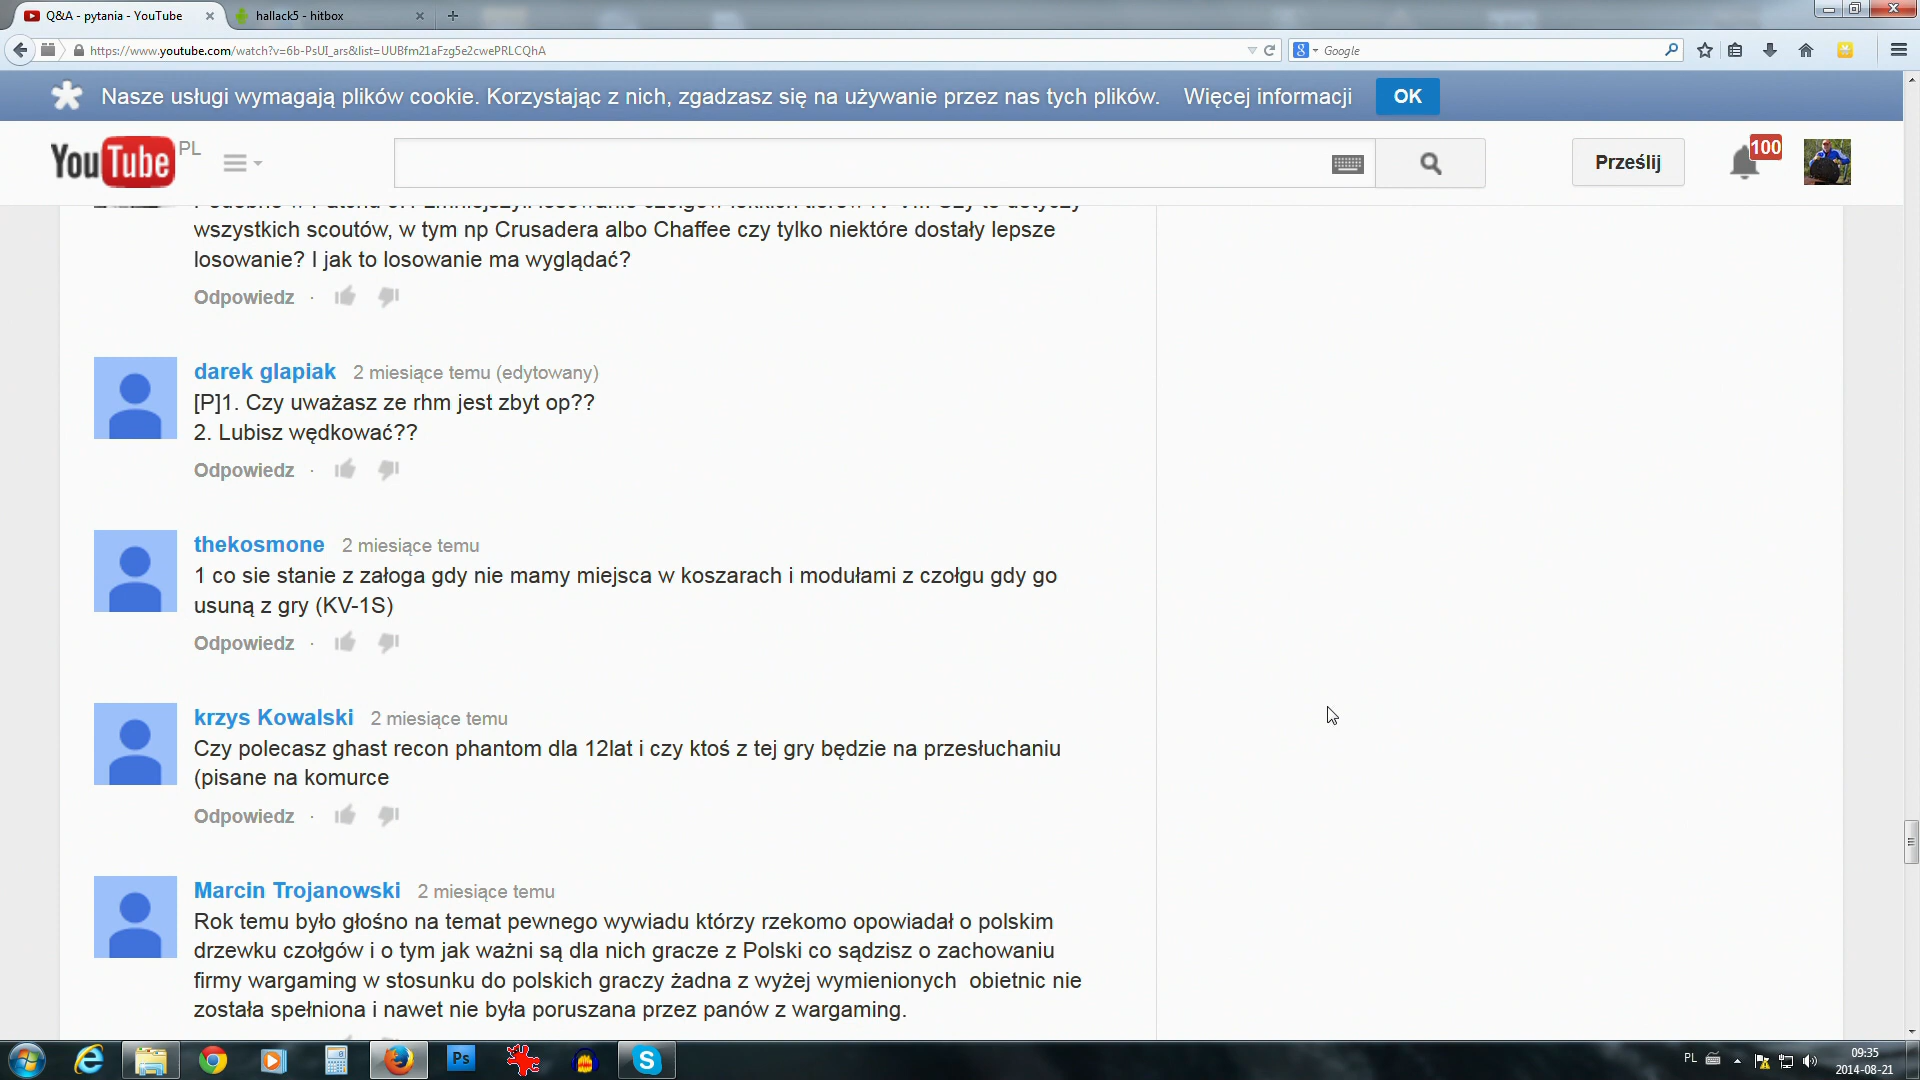 Q&A - pytania - YouTube
hallack5 - hitbox
https://www.youtube.com/watch?v=6b-PsUI_ars&list=UUBfm21aFzg5e2cwePRLCQhA
Google
Nasze usługi wymagają plików cookie. Korzystając z nich, zgadzasz się na używanie przez nas tych plików. Więcej informacji OK
YouTube PL
Prześlij
100
wszystkich scoutów, w tym np Crusadera albo Chaffee czy tylko niektóre dostały lepsze
losowanie? I jak to losowanie ma wyglądać?
Odpowiedz ·
darek glapiak 2 miesiące temu (edytowany)
[P]1. Czy uważasz ze rhm jest zbyt op??
2. Lubisz wędkować??
Odpowiedz ·
thekosmone 2 miesiące temu
1 co sie stanie z załoga gdy nie mamy miejsca w koszarach i modułami z czołgu gdy go
usuną z gry (KV-1S)
Odpowiedz ·
krzys Kowalski 2 miesiące temu
Czy polecasz ghast recon phantom dla 12lat i czy ktoś z tej gry będzie na przesłuchaniu
(pisane na komurce
Odpowiedz ·
Marcin Trojanowski 2 miesiące temu
Rok temu było głośno na temat pewnego wywiadu którzy rzekomo opowiadał o polskim
drzewku czołgów i o tym jak ważni są dla nich gracze z Polski co sądzisz o zachowaniu
firmy wargaming w stosunku do polskich graczy żadna z wyżej wymienionych  obietnic nie
została spełniona i nawet nie była poruszana przez panów z wargaming.
Ps
PL
09:35
2014-08-21